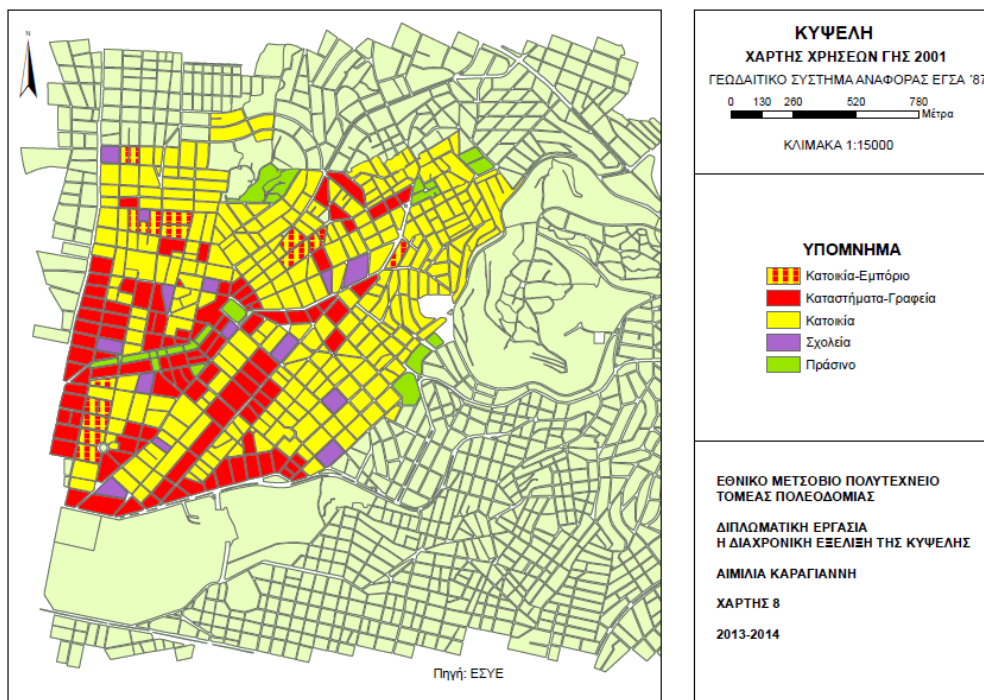 N
ΚΥΨΕΛΗ
ΧΑΡΤΗΣ ΧΡΗΣΕΩΝ ΓΗΣ 2001
ΓΕΩΔΑΙΤΙΚΟ ΣΥΣΤΗΜΑ ΑΝΑΦΟΡΑΣ ΕΓΣΑ ΄87
0 130 260 520 780
Μέτρα
ΚΛΙΜΑΚΑ 1:15000
ΥΠΟΜΝΗΜΑ
Κατοικία-Εμπόριο
Καταστήματα-Γραφεία
Κατοικία
Σχολεία
Πράσινο
ΕΘΝΙΚΟ ΜΕΤΣΟΒΙΟ ΠΟΛΥΤΕΧΝΕΙΟ
ΤΟΜΕΑΣ ΠΟΛΕΟΔΟΜΙΑΣ
ΔΙΠΛΩΜΑΤΙΚΗ ΕΡΓΑΣΙΑ
Η ΔΙΑΧΡΟΝΙΚΗ ΕΞΕΛΙΞΗ ΤΗΣ ΚΥΨΕΛΗΣ
ΑΙΜΙΛΙΑ ΚΑΡΑΓΙΑΝΝΗ
ΧΑΡΤΗΣ 8
2013-2014
Πηγή: ΕΣΥΕ